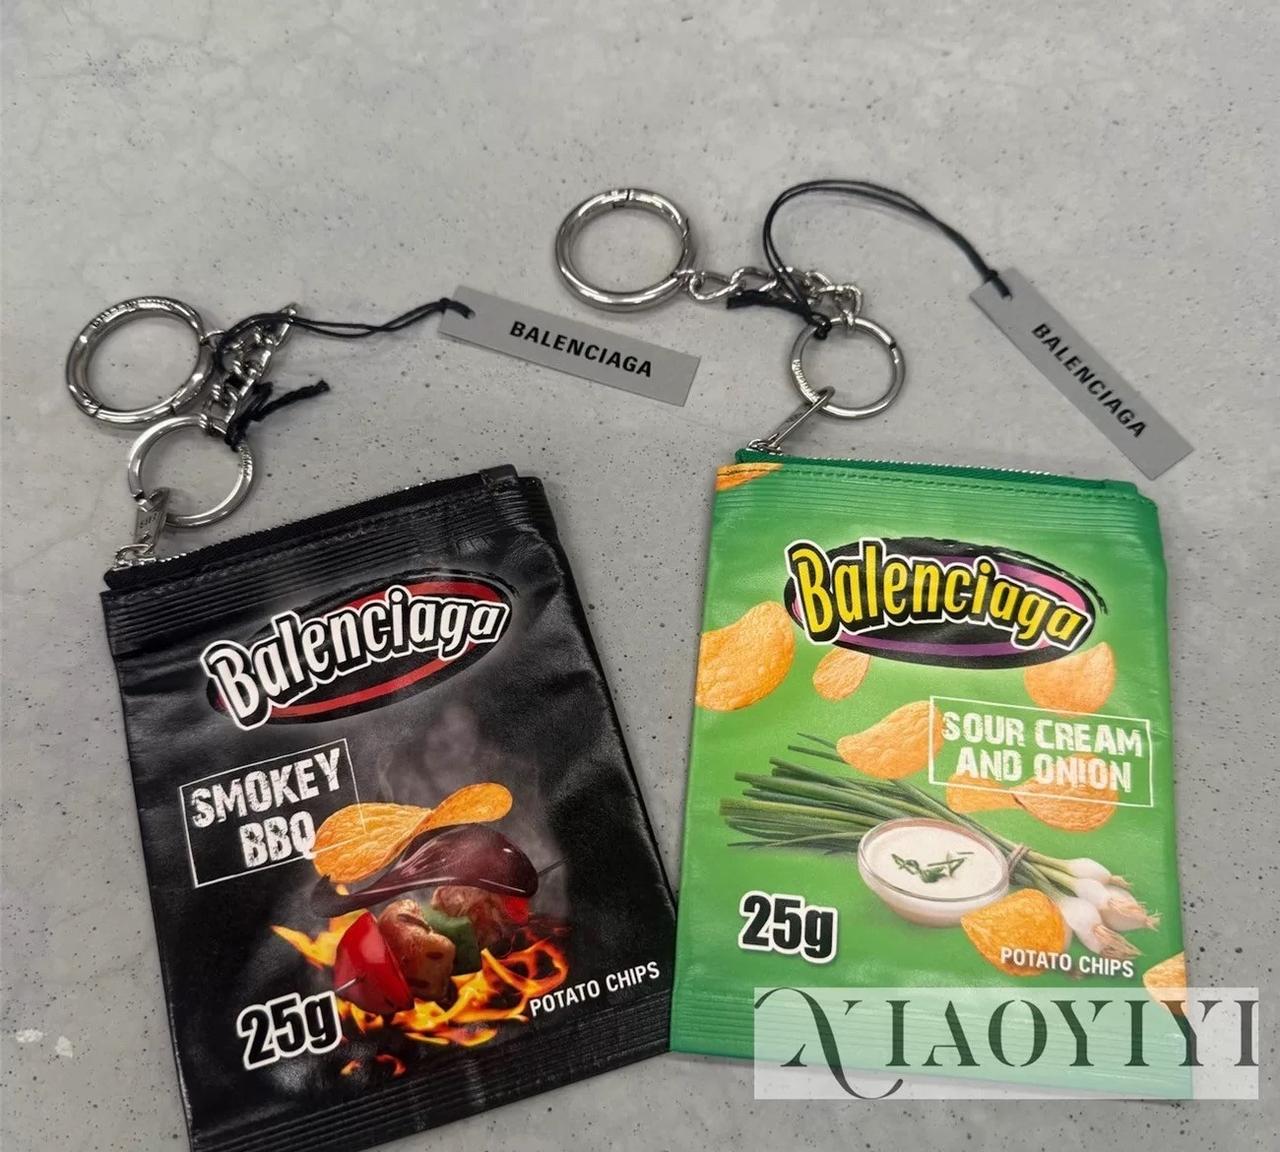 BALENCIAGA
BALENCIAGA
Balenciaga
SMOKEY
BBQ
25g
POTATO CHIPS
Balenciaga
SOUR CREAM
AND ONION
25g
POTATO CHIPS
XIAOYIYI